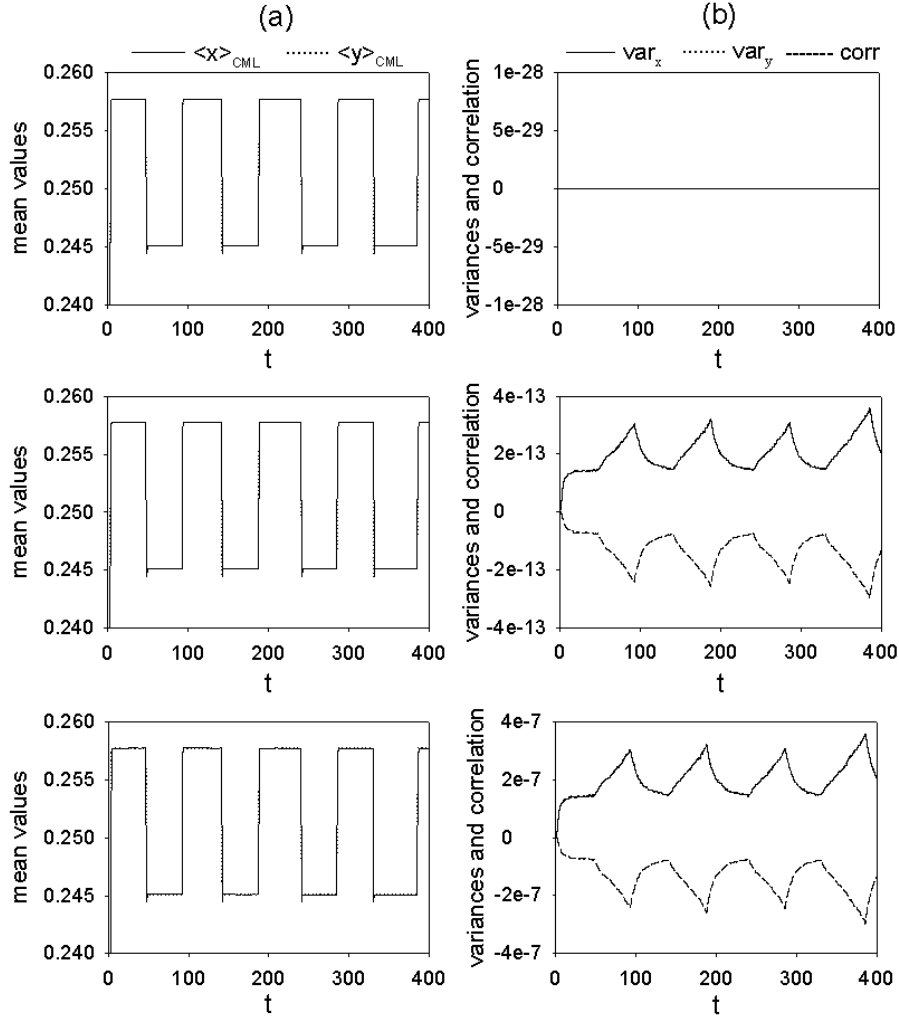 (a)
(b)
<x>CML <y>CML
varx vary corr
mean values
0.260
0.255
0.250
0.245
0.240
0 100 200 300 400
t
variances and correlation
1e-28
5e-29
0
-5e-29
-1e-28
0 100 200 300 400
t
mean values
0.260
0.255
0.250
0.245
0.240
0 100 200 300 400
t
variances and correlation
4e-13
2e-13
0
-2e-13
-4e-13
0 100 200 300 400
t
mean values
0.260
0.255
0.250
0.245
0.240
0 100 200 300 400
t
variances and correlation
4e-7
2e-7
0
-2e-7
-4e-7
0 100 200 300 400
t